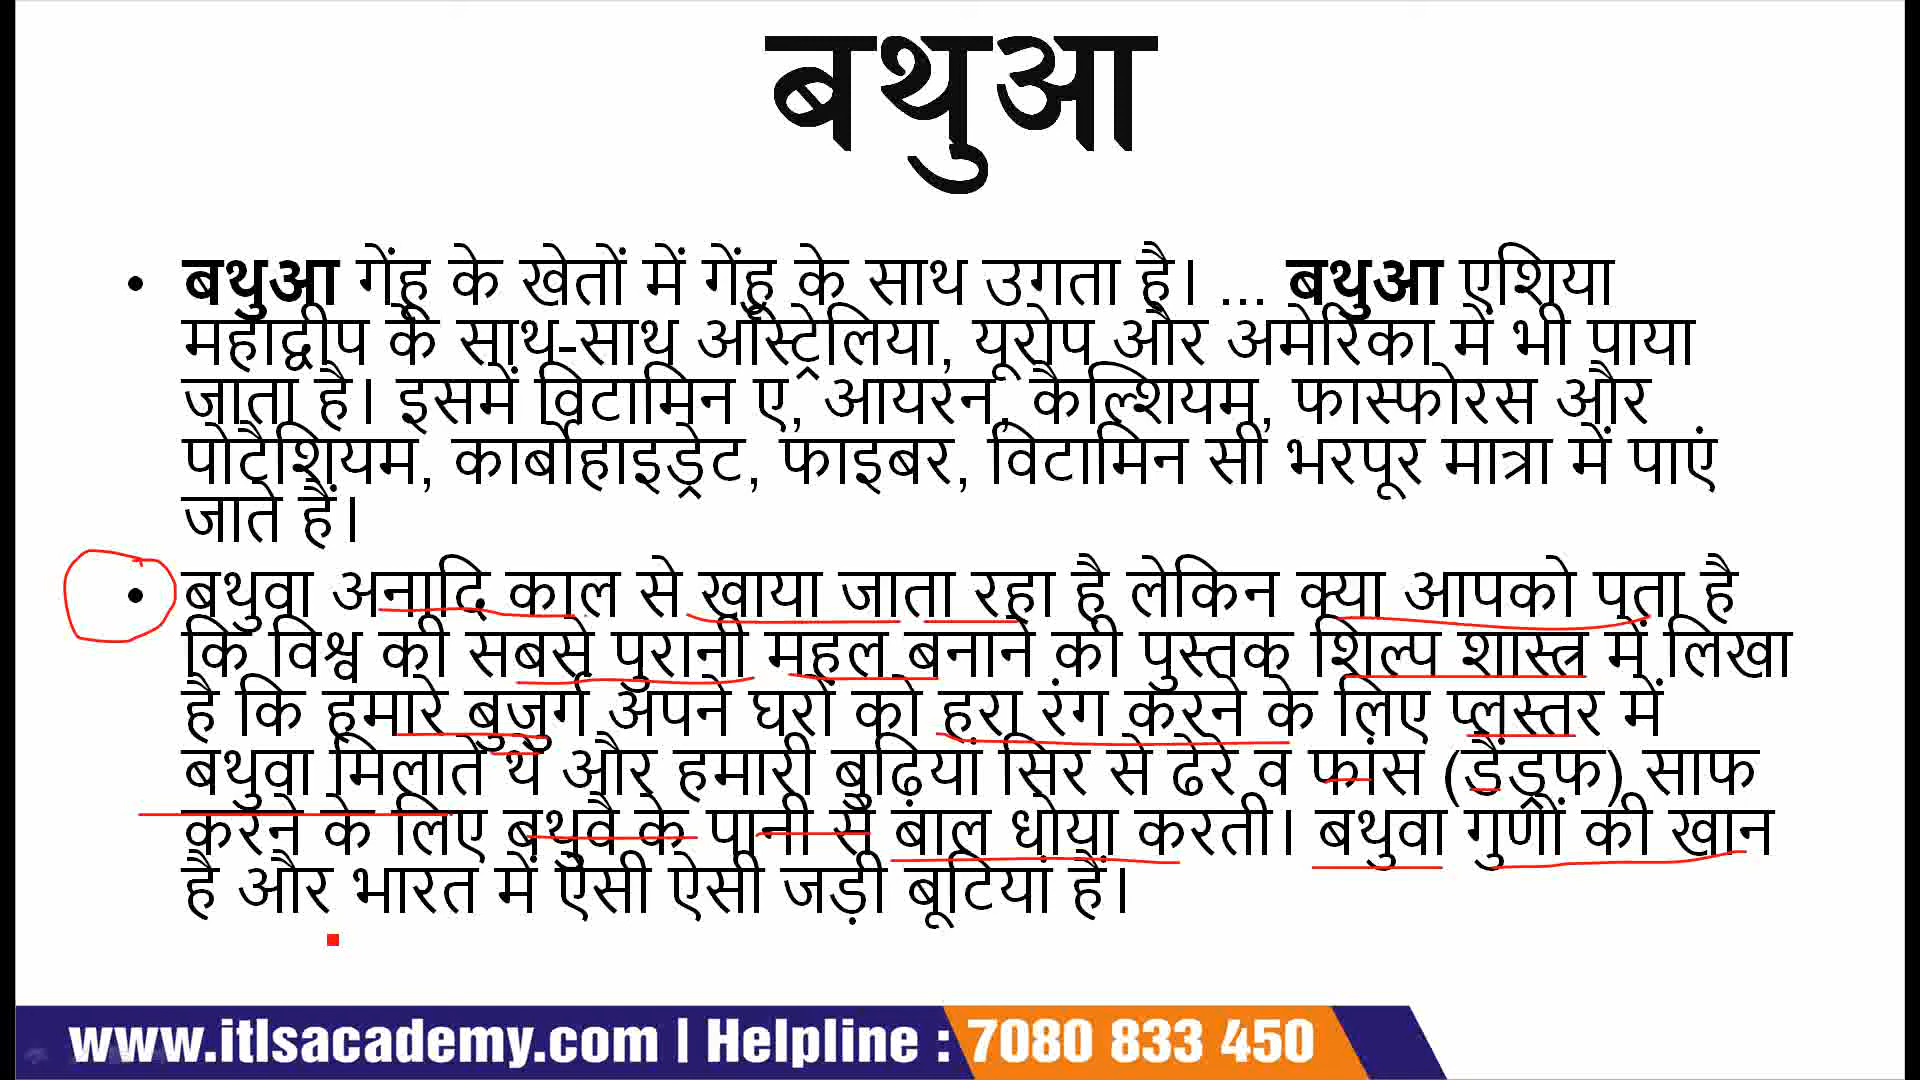 बथुआ
• बथुआ गेंहू के खेतों में गेंहू के साथ उगता है। ... बथुआ एशिया
महाद्वीप के साथ-साथ ऑस्ट्रेलिया, यूरोप और अमेरिका में भी पाया
जाता है। इसमें विटामिन ए, आयरन, कैल्शियम, फास्फोरस और
पोटैशियम, कार्बोहाइड्रेट, फाइबर, विटामिन सी भरपूर मात्रा में पाएं
जाते हैं।
• बथुवा अनादि काल से खाया जाता रहा है लेकिन क्या आपको पता है
कि विश्व की सबसे पुरानी महल बनाने की पुस्तक शिल्प शास्त्र में लिखा
है कि हमारे बुजुर्ग अपने घरों को हरा रंग करने के लिए प्लस्तर में
बथुवा मिलाते थे और हमारी बुढ़ियां सिर से ढेरे व फांस (डैंड्रफ) साफ
करने के लिए बथुवै के पानी से बाल धोया करती। बथुवा गुणों की खान
है और भारत में ऐसी ऐसी जड़ी बूटियां हैं।
www.itlsacademy.com | Helpline : 7080 833 450